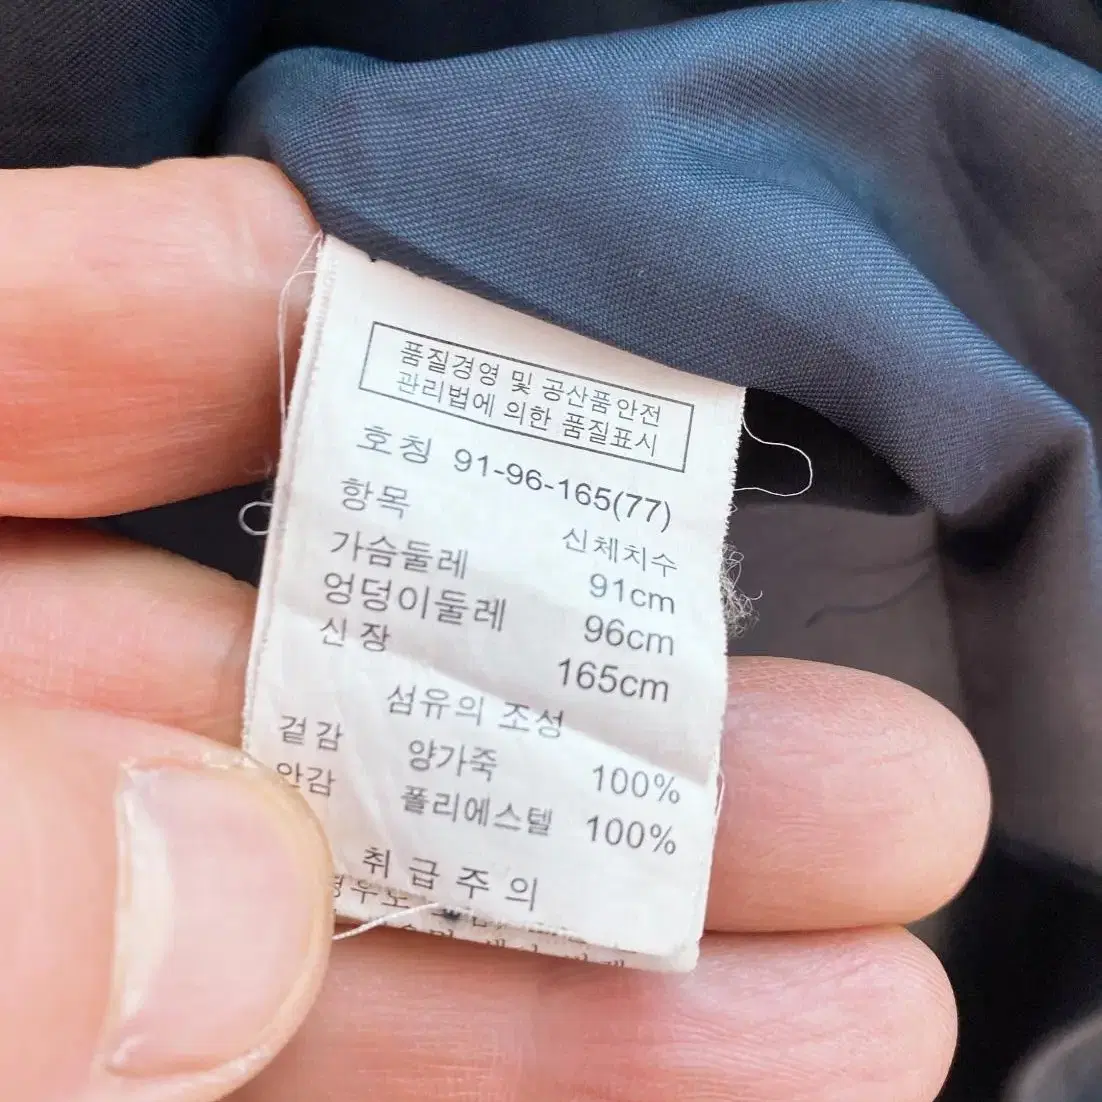 품질경영 및 공산품안전
관리법에 의한 품질표시
호칭 91-96-165(77)
항목 신체치수
가슴둘레 91cm
엉덩이둘레 96cm
신장 165cm
섬유의 조성
겉감 양가죽 100%
안감 폴리에스텔 100%
취급주의